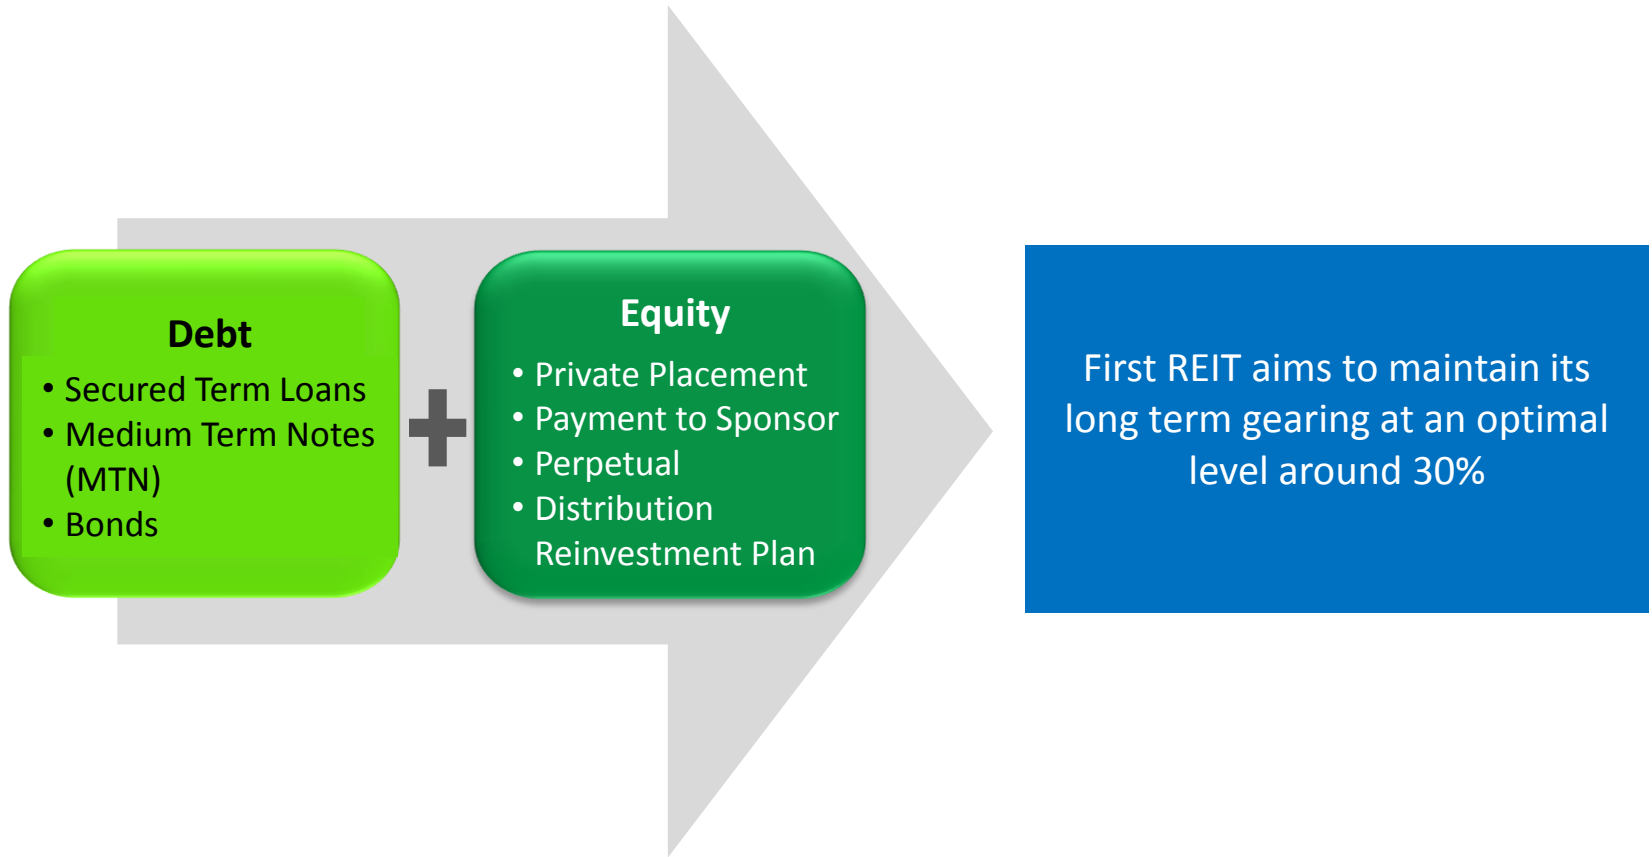 Debt
• Secured Term Loans
• Medium Term Notes
(MTN)
• Bonds
Equity
• Private Placement
• Payment to Sponsor
• Perpetual
• Distribution
Reinvestment Plan
First REIT aims to maintain its
long term gearing at an optimal
level around 30%